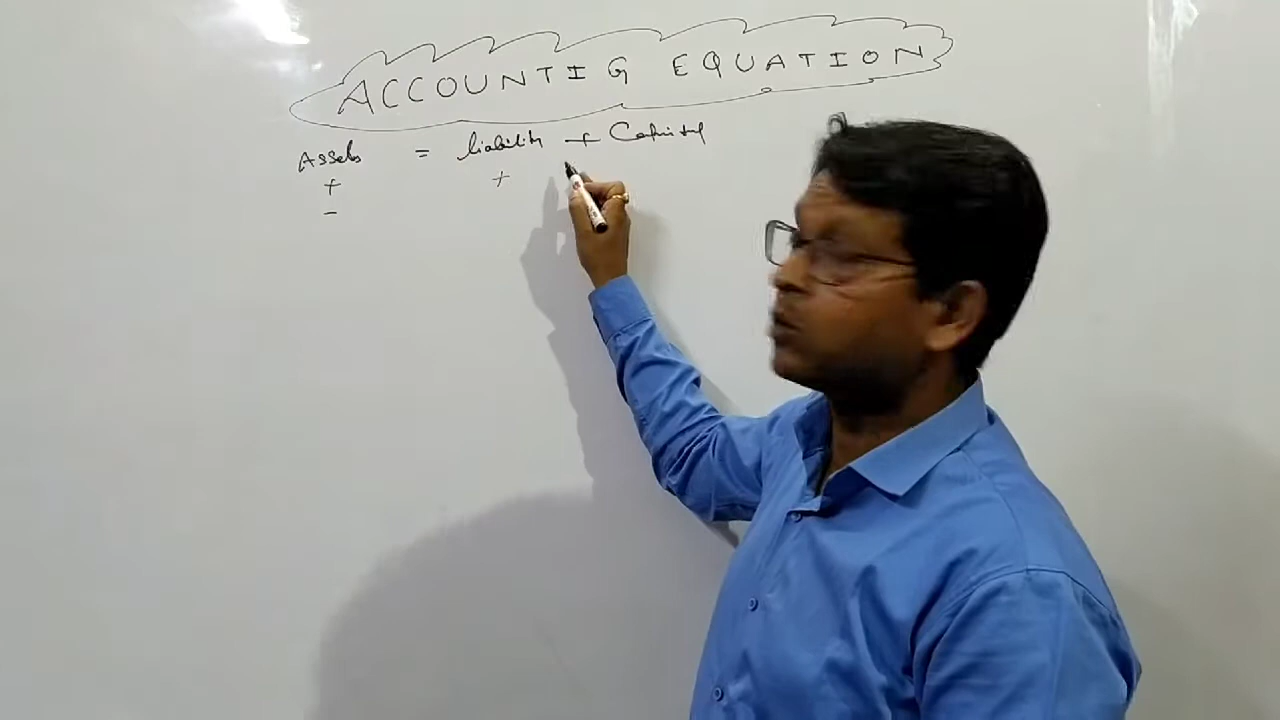 ACCOUNTIG EQUATION
Assets = liability + Capital
+ +
-